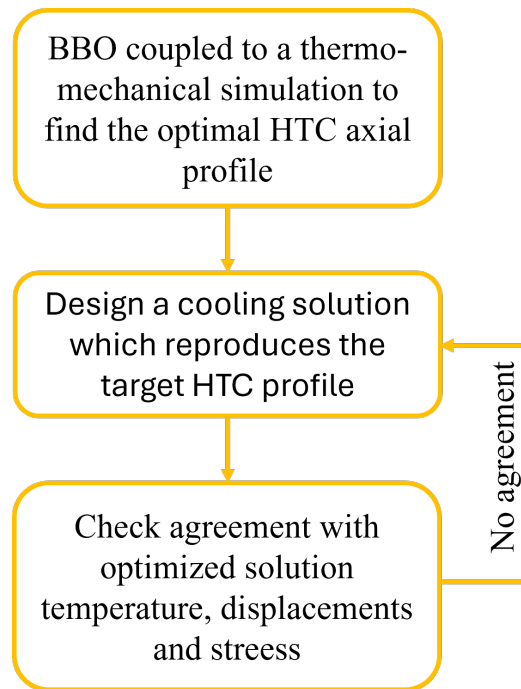 BBO coupled to a thermo-
mechanical simulation to
find the optimal HTC axial
profile
Design a cooling solution
which reproduces the
target HTC profile
No agreement
Check agreement with
optimized solution
temperature, displacements
and streess